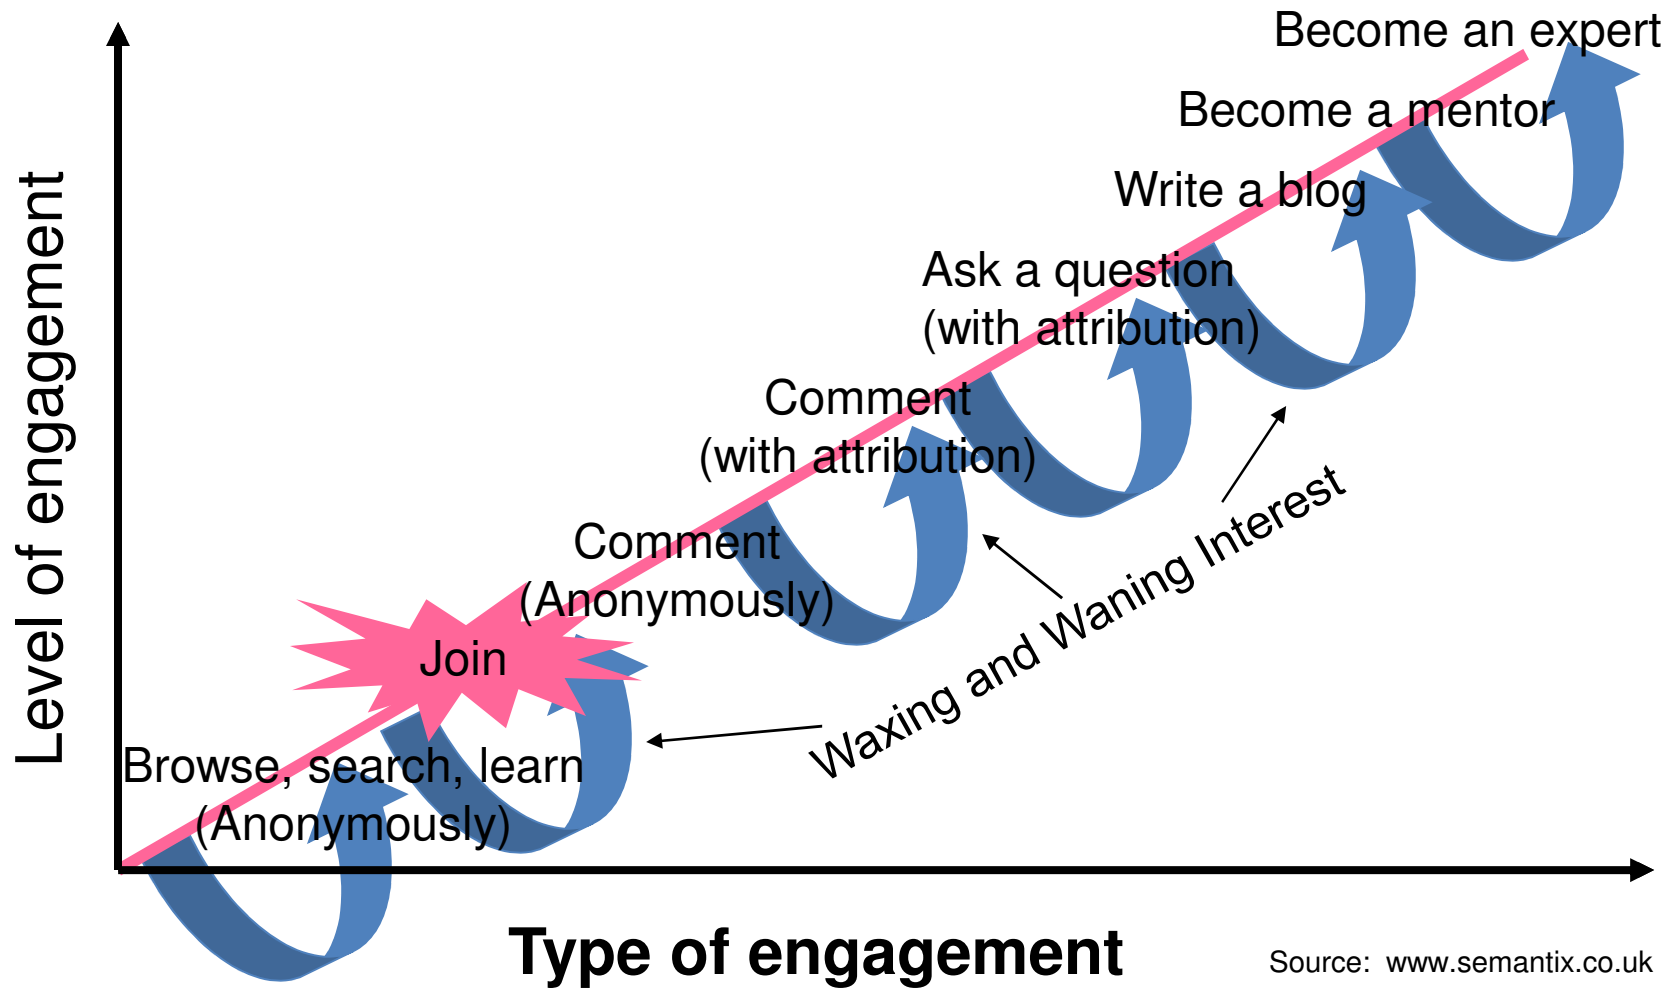 Become an expert
Become a mentor
Write a blog
Ask a question
(with attribution)
Comment
(with attribution)
Comment
(Anonymously)
Join
Browse, search, learn
(Anonymously)
Waxing and Waning Interest
Level of engagement
Type of engagement
Source: www.semantix.co.uk